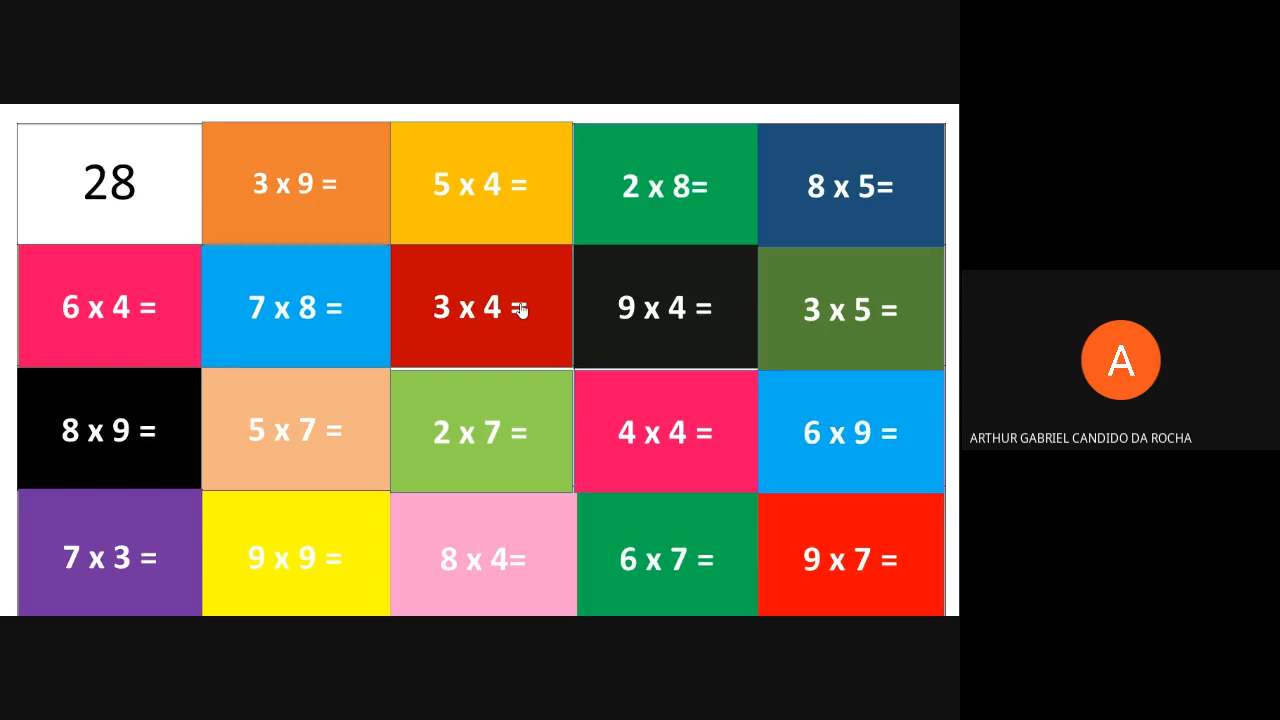 28
3 x 9 =
5 x 4 =
2 x 8=
8 x 5=
6 x 4 =
7 x 8 =
3 x 4 =
9 x 4 =
3 x 5 =
8 x 9 =
5 x 7 =
2 x 7 =
4 x 4 =
6 x 9 =
7 x 3 =
9 x 9 =
8 x 4=
6 x 7 =
9 x 7 =
A
ARTHUR GABRIEL CANDIDO DA ROCHA